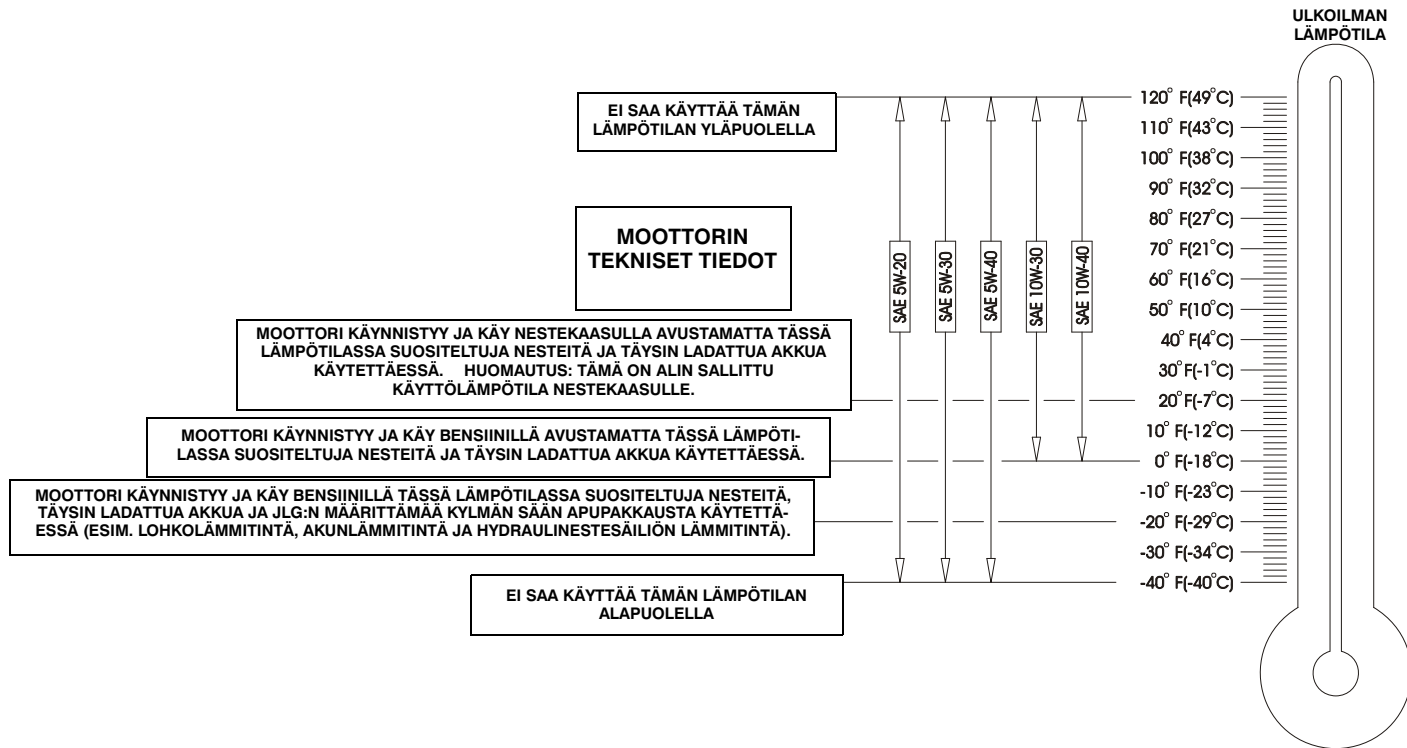 ULKOILMAN
LÄMPÖTILA
EI SAA KÄYTTÄÄ TÄMÄN
LÄMPÖTILAN YLÄPUOLELLA
MOOTTORIN
TEKNISET TIEDOT
MOOTTORI KÄYNNISTYY JA KÄY NESTEKAASULLA AVUSTAMATTA TÄSSÄ
LÄMPÖTILASSA SUOSITELTUJA NESTEITÄ JA TÄYSIN LADATTUA AKKUA
KÄYTETTÄESSÄ. HUOMAUTUS: TÄMÄ ON ALIN SALLITTU
KÄYTTÖLÄMPÖTILA NESTEKAASULLE.
MOOTTORI KÄYNNISTYY JA KÄY BENSIINILLÄ AVUSTAMATTA TÄSSÄ LÄMPÖTI-
LASSA SUOSITELTUJA NESTEITÄ JA TÄYSIN LADATTUA AKKUA KÄYTETTÄESSÄ.
MOOTTORI KÄYNNISTYY JA KÄY BENSIINILLÄ TÄSSÄ LÄMPÖTILASSA SUOSITELTUJA NESTEITÄ,
TÄYSIN LADATTUA AKKUA JA JLG:N MÄÄRITTÄMÄÄ KYLMÄN SÄÄN APUPAKKAUSTA KÄYTETTÄ-
ESSÄ (ESIM. LOHKOLÄMMITINTÄ, AKUNLÄMMITINTÄ JA HYDRAULINESTESÄILIÖN LÄMMITINTÄ).
EI SAA KÄYTTÄÄ TÄMÄN LÄMPÖTILAN
ALAPUOLELLA
SAE 5W-20
SAE 5W-30
SAE 5W-40
SAE 10W-30
SAE 10W-40
120° F(49°C)
110° F(43°C)
100° F(38°C)
90° F(32°C)
80° F(27°C)
70° F(21°C)
60° F(16°C)
50° F(10°C)
40° F(4°C)
30° F(-1°C)
20° F(-7°C)
10° F(-12°C)
0° F(-18°C)
-10° F(-23°C)
-20° F(-29°C)
-30° F(-34°C)
-40° F(-40°C)